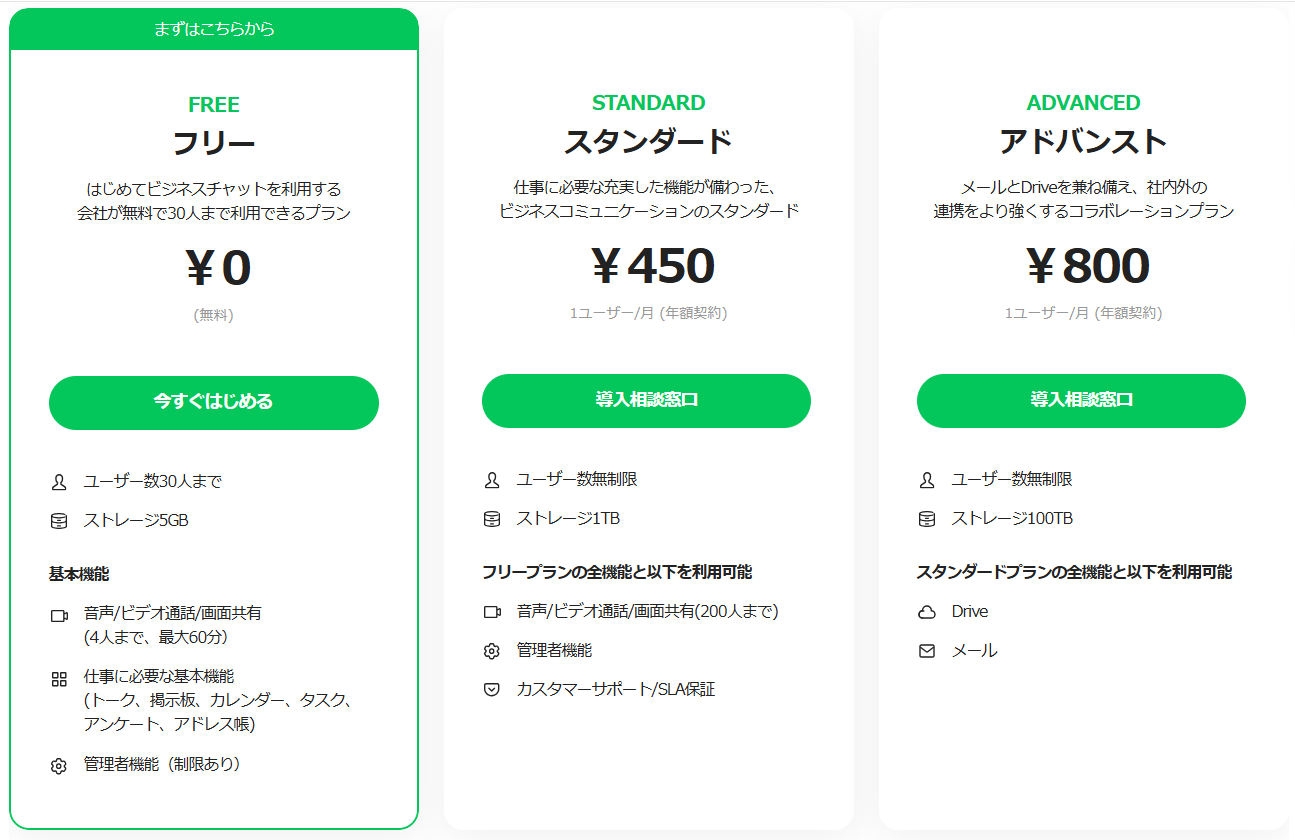 まずはこちらから
FREE
フリー
はじめてビジネスチャットを利用する
会社が無料で30人まで利用できるプラン
¥0
(無料)
今すぐはじめる
ユーザー数30人まで
ストレージ5GB
基本機能
音声/ビデオ通話/画面共有
(4人まで、最大60分）
仕事に必要な基本機能
(トーク、掲示板、カレンダー、タスク、
アンケート、アドレス帳)
管理者機能（制限あり）
STANDARD
スタンダード
仕事に必要な充実した機能が備わった、
ビジネスコミュニケーションのスタンダード
¥450
1ユーザー/月 (年額契約)
導入相談窓口
ユーザー数無制限
ストレージ1TB
フリープランの全機能と以下を利用可能
音声/ビデオ通話/画面共有(200人まで)
管理者機能
カスタマーサポート/SLA保証
ADVANCED
アドバンスト
メールとDriveを兼ね備え、社内外の
連携をより強くするコラボレーションプラン
¥800
1ユーザー/月 (年額契約)
導入相談窓口
ユーザー数無制限
ストレージ100TB
スタンダードプランの全機能と以下を利用可能
Drive
メール